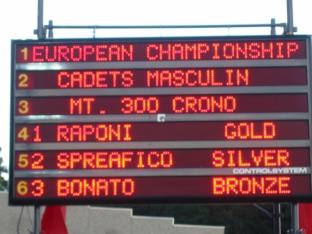 1 EUROPEAN CHAMPIONSHIP
2 CADETS MASCULIN
3 MT. 300 CRONO
4 1 RAPONI GOLD
5 2 SPREAFICO SILVER
CONTROLSYSTEM
6 3 BONATO BRONZE